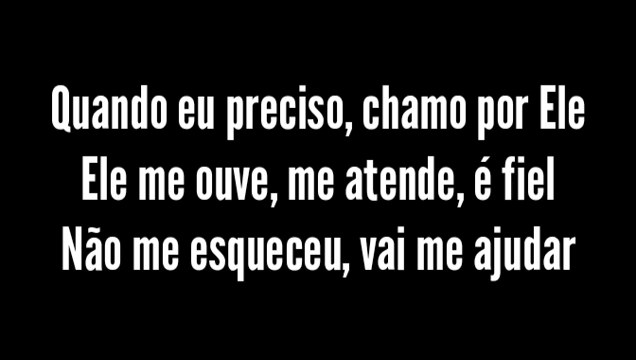 Quando eu preciso, chamo por Ele
Ele me ouve, me atende, é fiel
Não me esqueceu, vai me ajudar